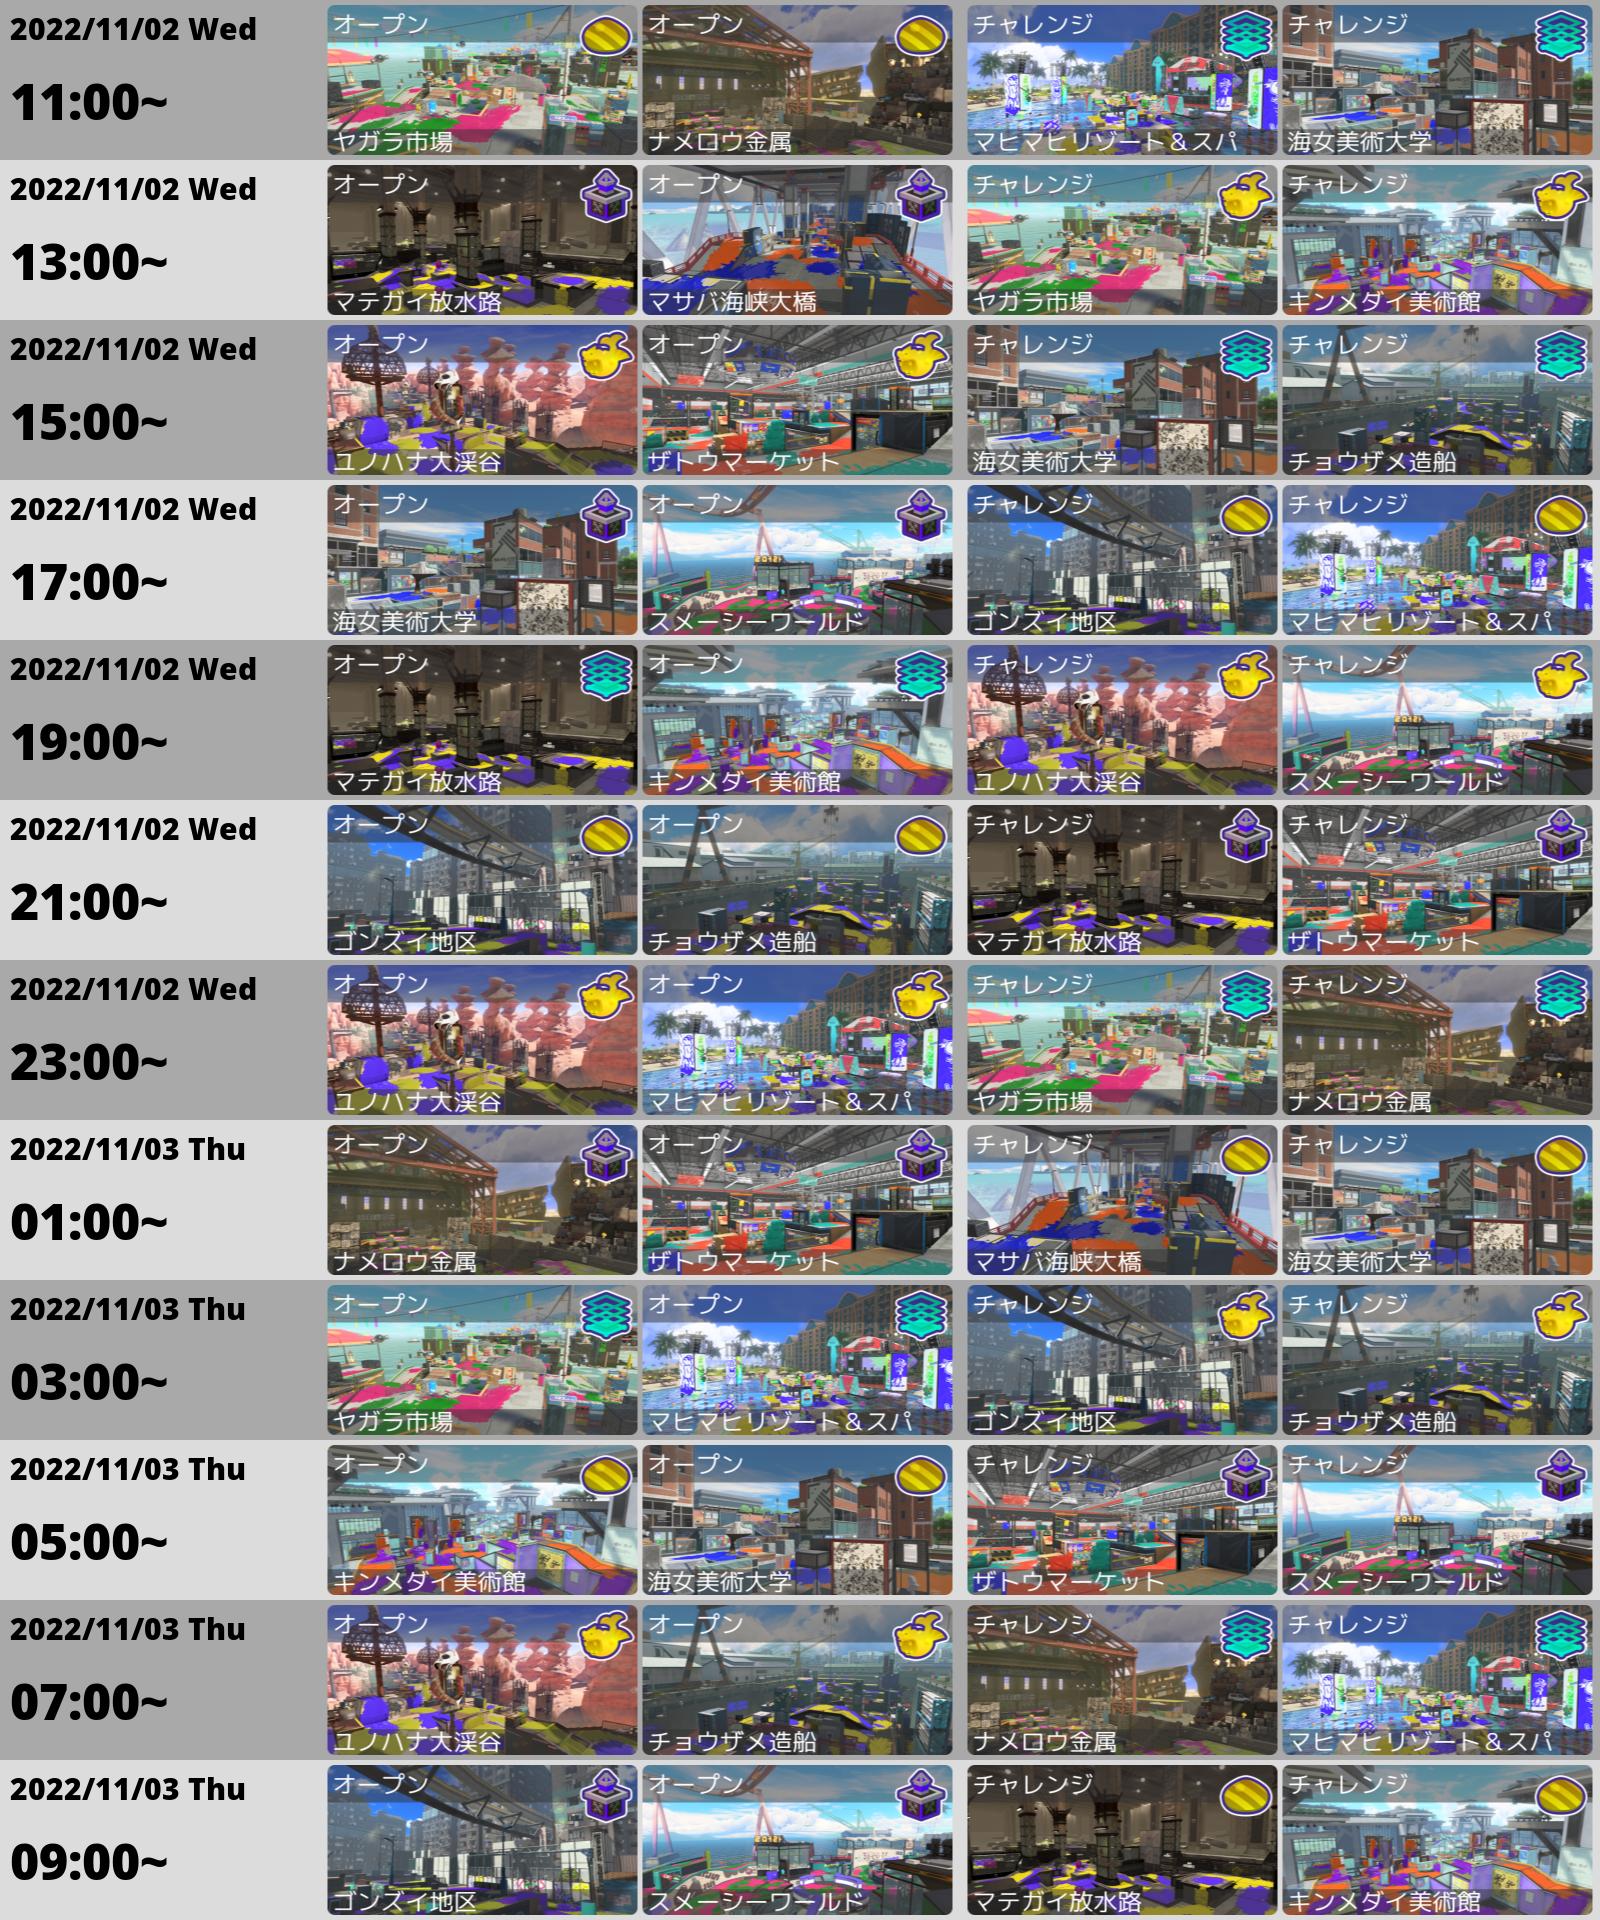 2022/11/02 Wed
11:00~
オープン
ヤガラ市場
オープン
ナメロウ金属
チャレンジ
マヒマヒリゾート＆スパ
チャレンジ
海女美術大学
2022/11/02 Wed
13:00~
オープン
マテガイ放水路
オープン
マサバ海峡大橋
チャレンジ
ヤガラ市場
チャレンジ
キンメダイ美術館
2022/11/02 Wed
15:00~
オープン
ユノハナ大渓谷
オープン
ザトウマーケット
チャレンジ
海女美術大学
チャレンジ
チョウザメ造船
2022/11/02 Wed
17:00~
オープン
海女美術大学
オープン
スメーシーワールド
チャレンジ
ゴンズイ地区
チャレンジ
マヒマヒリゾート＆スパ
2022/11/02 Wed
19:00~
オープン
マテガイ放水路
オープン
キンメダイ美術館
チャレンジ
ユノハナ大渓谷
チャレンジ
スメーシーワールド
2022/11/02 Wed
21:00~
オープン
ゴンズイ地区
オープン
チョウザメ造船
チャレンジ
マテガイ放水路
チャレンジ
ザトウマーケット
2022/11/02 Wed
23:00~
オープン
ユノハナ大渓谷
オープン
マヒマヒリゾート＆スパ
チャレンジ
ヤガラ市場
チャレンジ
ナメロウ金属
2022/11/03 Thu
01:00~
オープン
ナメロウ金属
オープン
ザトウマーケット
チャレンジ
マサバ海峡大橋
チャレンジ
海女美術大学
2022/11/03 Thu
03:00~
オープン
ヤガラ市場
オープン
マヒマヒリゾート＆スパ
チャレンジ
ゴンズイ地区
チャレンジ
チョウザメ造船
2022/11/03 Thu
05:00~
オープン
キンメダイ美術館
オープン
海女美術大学
チャレンジ
ザトウマーケット
チャレンジ
スメーシーワールド
2022/11/03 Thu
07:00~
オープン
ユノハナ大渓谷
オープン
チョウザメ造船
チャレンジ
ナメロウ金属
チャレンジ
マヒマヒリゾート＆スパ
2022/11/03 Thu
09:00~
オープン
ゴンズイ地区
オープン
スメーシーワールド
チャレンジ
マテガイ放水路
チャレンジ
キンメダイ美術館